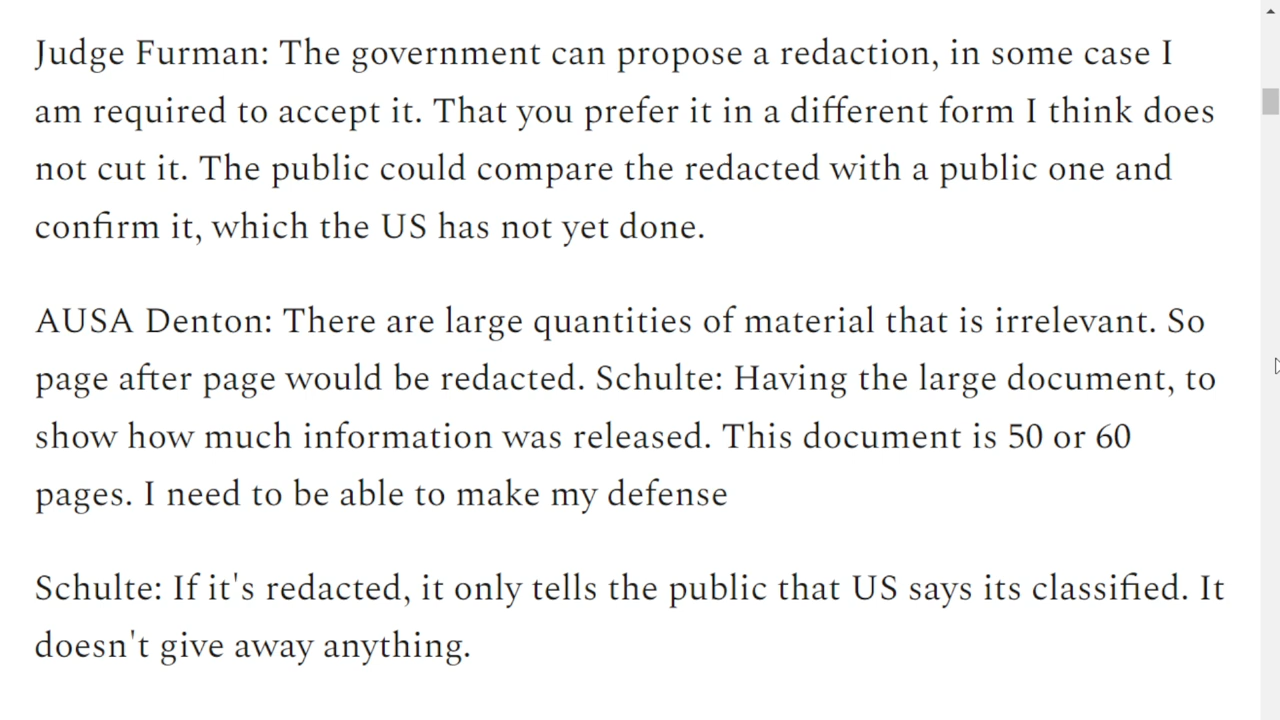 Judge Furman: The government can propose a redaction, in some case I
am required to accept it. That you prefer it in a different form I think does
not cut it. The public could compare the redacted with a public one and
confirm it, which the US has not yet done.
AUSA Denton: There are large quantities of material that is irrelevant. So
page after page would be redacted. Schulte: Having the large document, to
show how much information was released. This document is 50 or 60
pages. I need to be able to make my defense
Schulte: If it's redacted, it only tells the public that US says its classified. It
doesn't give away anything.